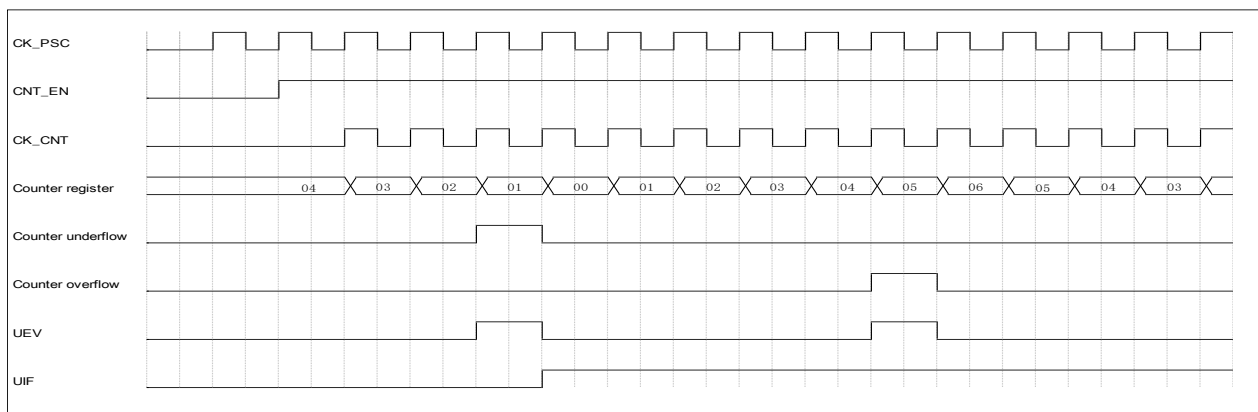 CK_PSC
CNT_EN
CK_CNT
Counter register 04 03 02 01 00 01 02 03 04 05 06 05 04 03
Counter underflow
Counter overflow
UEV
UIF